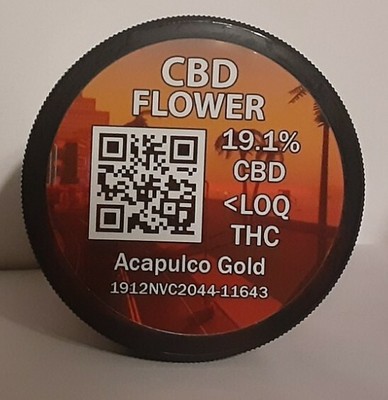 CBD
FLOWER
19.1%
CBD
<LOQ
THC
Acapulco Gold
1912NVC2044-11643